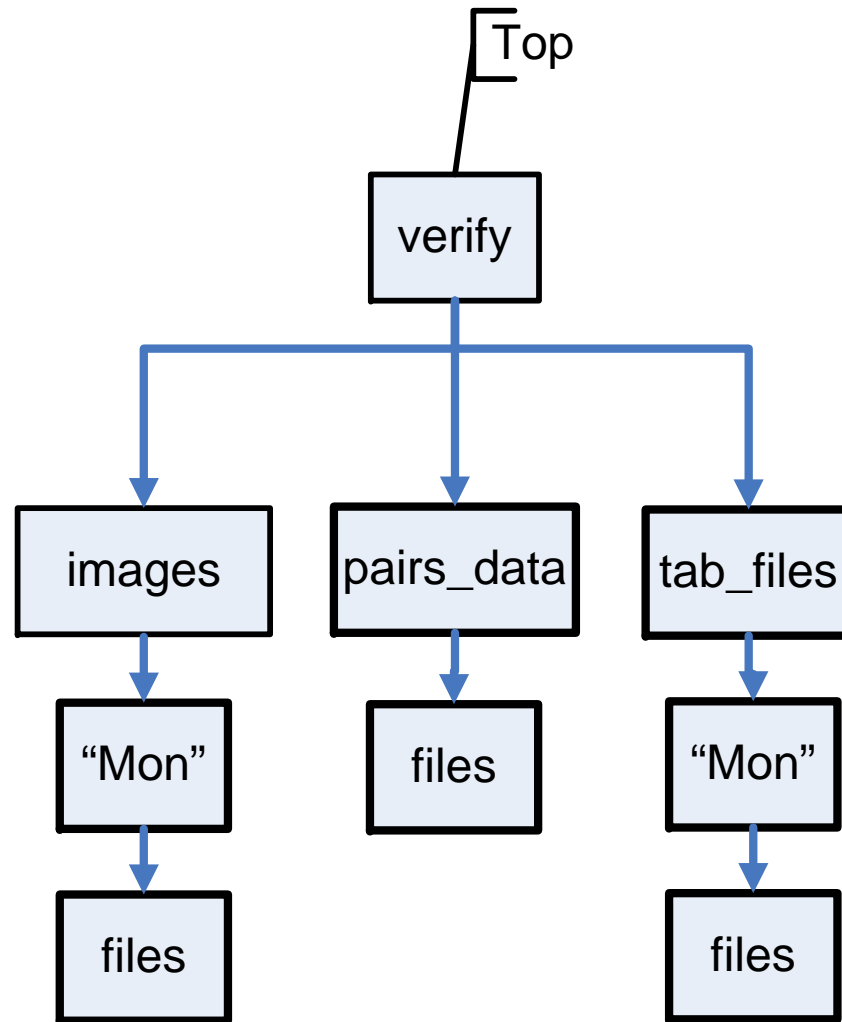 Top
verify
images
pairs_data
tab_files
“Mon”
files
“Mon”
files
files